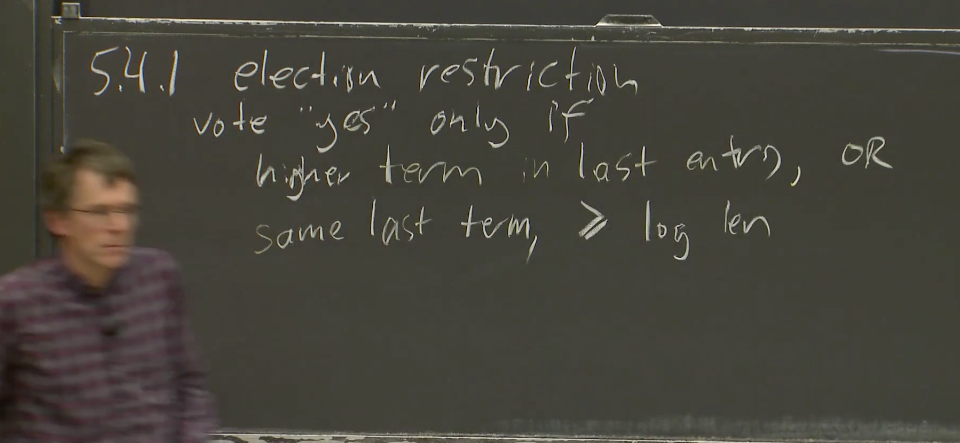 5.4.1 election restriction
vote "yes" only if
higher term in last entry, OR
same last term, ≥ log len